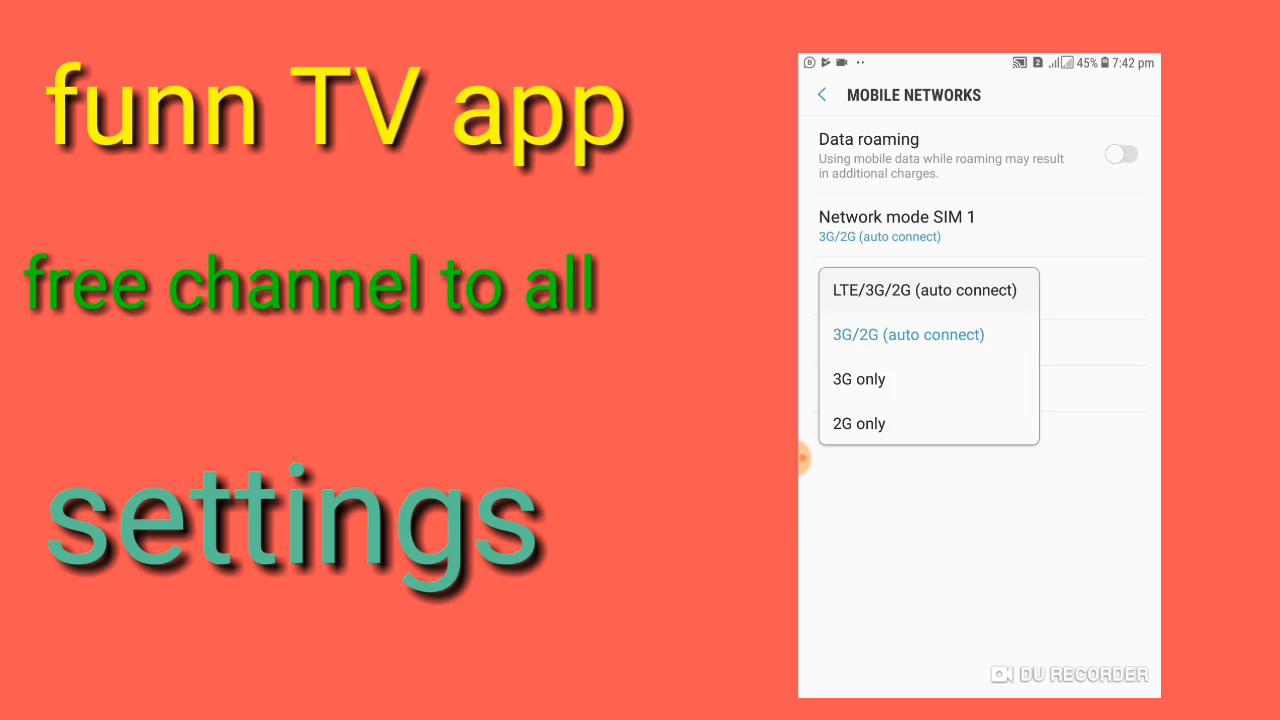 funn TV app
free channel to all
settings
45% 7:42 pm
MOBILE NETWORKS
Data roaming
Using mobile data while roaming may result
in additional charges.
Network mode SIM 1
3G/2G (auto connect)
LTE/3G/2G (auto connect)
3G/2G (auto connect)
3G only
2G only
DU RECORDER